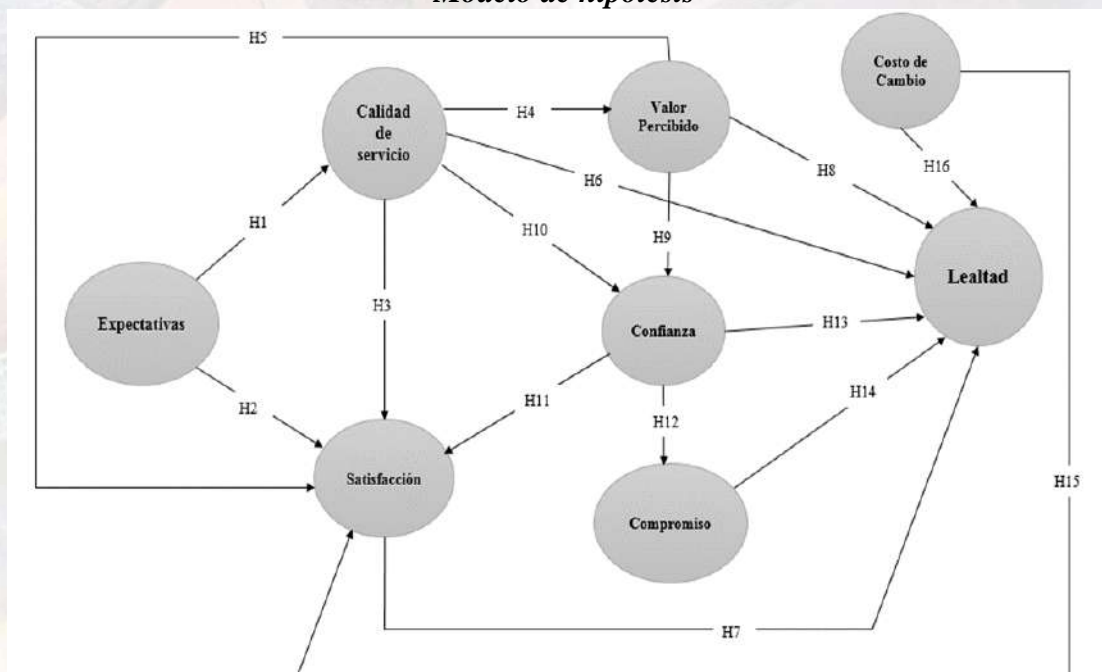 Modelo de hipótesis
H5
Costo de
Cambio
Calidad
de
servicio
H4
Valor
Percibido
H6
H8
H16
H1
H10
H9
Lealtad
Expectativas
H3
Confianza
H13
H2
H11
H12
H14
Satisfacción
H15
Compromiso
H7